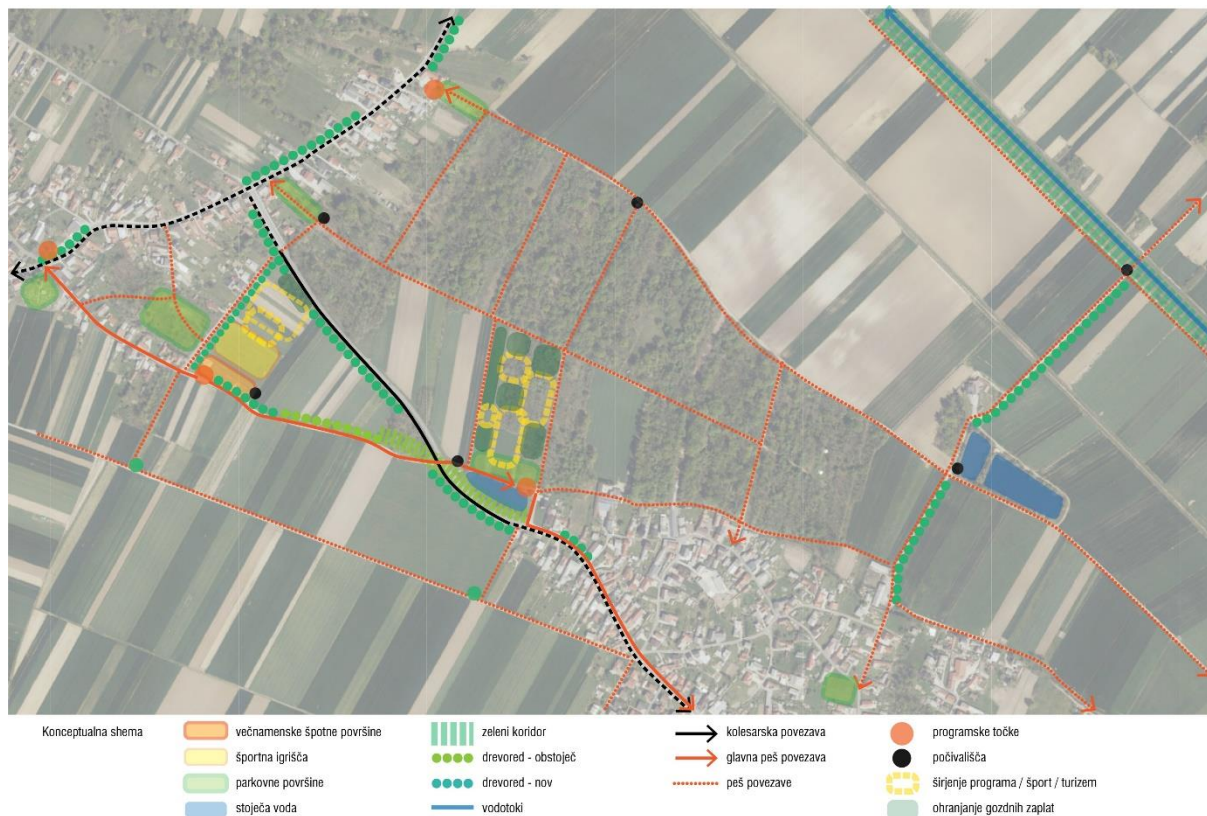 Konceptualna shema
večnamenske špotne površine
športna igrišča
parkovne površine
stoječa voda
zeleni koridor
drevored - obstoječ
drevored - nov
vodotoki
kolesarska povezava
glavna peš povezava
peš povezave
programske točke
počivališča
širjenje programa / šport / turizem
ohranjanje gozdnih zaplat